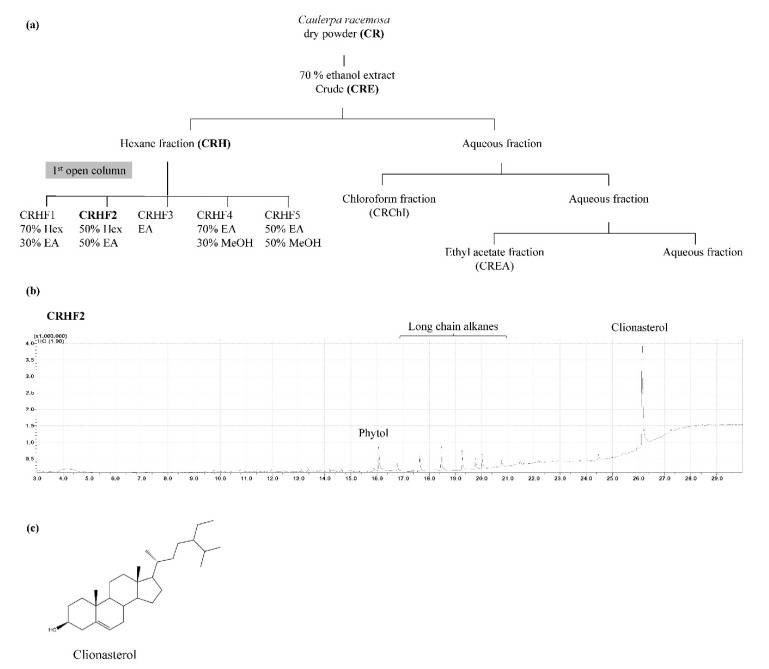 (a)
Caulerpa racemosa
dry powder (CR)
70 % ethanol extract
Crude (CRE)
Hexane fraction (CRH)
Aqueous fraction
1st open column
CRHF1
70% Hex
30% EA
CRHF2
50% Hex
50% EA
CRHF3
EA
CRHF4
70% EA
30% MeOH
CRHF5
50% EA
50% MeOH
Chloroform fraction
(CRChl)
Aqueous fraction
Ethyl acetate fraction
(CREA)
Aqueous fraction
(b)
CRHF2
Long chain alkanes
Clionasterol
(x1,000,000)
4.0
3.5
3.0
2.5
2.0
1.5
1.0
0.5
Phytol
3.0 4.0 5.0 6.0 7.0 8.0 9.0 10.0 11.0 12.0 13.0 14.0 15.0 16.0 17.0 18.0 19.0 20.0 21.0 22.0 23.0 24.0 25.0 26.0 27.0 28.0 29.0
(c)
HO
Clionasterol